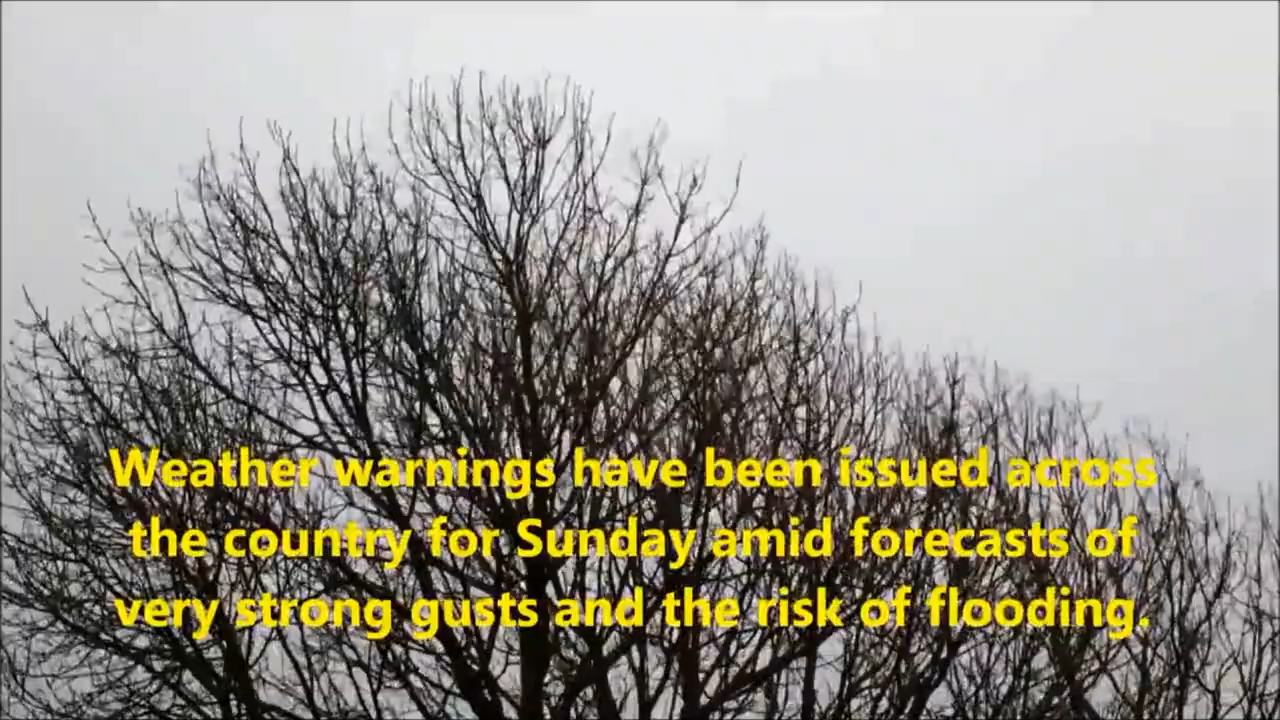 Weather warnings have been issued across
the country for Sunday amid forecasts of
very strong gusts and the risk of flooding.